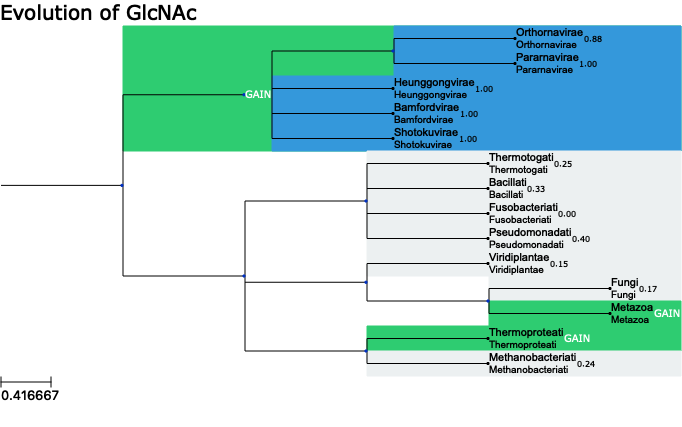 Evolution of GlcNAc
Orthornavirae 0.88
Orthornavirae
Pararnavirae 1.00
Pararnavirae
Heunggongvirae 1.00
GAIN
Heunggongvirae
Bamfordvirae 1.00
Bamfordvirae
Shotokuvirae 1.00
Shotokuvirae
Thermotogati 0.25
Thermotogati
Bacillati 0.33
Bacillati
Fusobacteriati 0.00
Fusobacteriati
Pseudomonadati 0.40
Pseudomonadati
Viridiplantae 0.15
Viridiplantae
Fungi 0.17
Fungi
Metazoa GAIN
Metazoa
Thermoproteati GAIN
Thermoproteati
Methanobacteriati 0.24
Methanobacteriati
0.416667